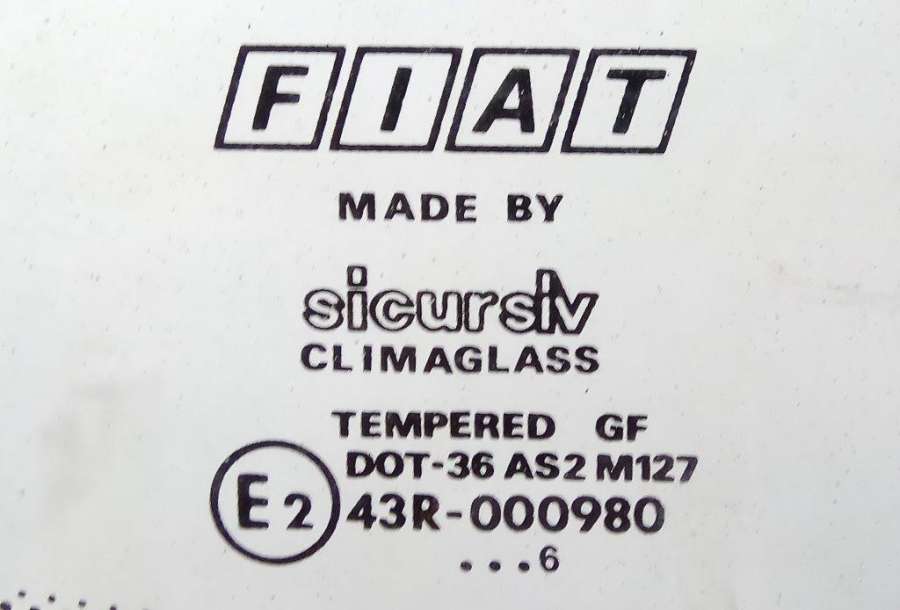 FIAT
MADE BY
sicursiv
CLIMAGLASS
TEMPERED GF
DOT-36 AS2 M127
E2 43R-000980
...6